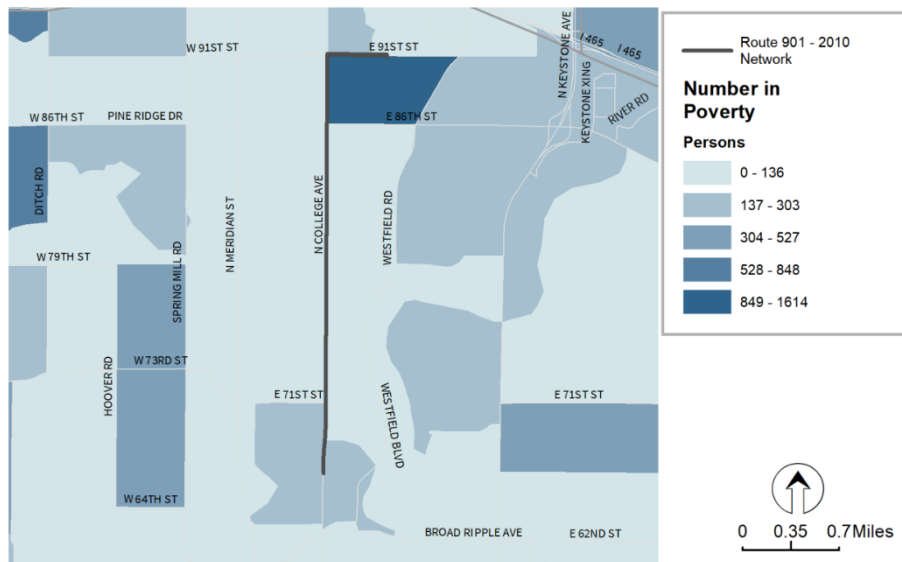 W 91ST ST
E 91ST ST
N KEYSTONE AVE
I 465
I 465
KEYSTONE XING
RIVER RD
W 86TH ST
PINE RIDGE DR
E 86TH ST
DITCH RD
SPRING MILL RD
N MERIDIAN ST
N COLLEGE AVE
WESTFIELD RD
W 79TH ST
HOOVER RD
W 73RD ST
E 71ST ST
WESTFIELD BLVD
E 71ST ST
W 64TH ST
BROAD RIPPLE AVE
E 62ND ST
Route 901 - 2010
Network
Number in
Poverty
Persons
0 - 136
137 - 303
304 - 527
528 - 848
849 - 1614
0 0.35 0.7Miles